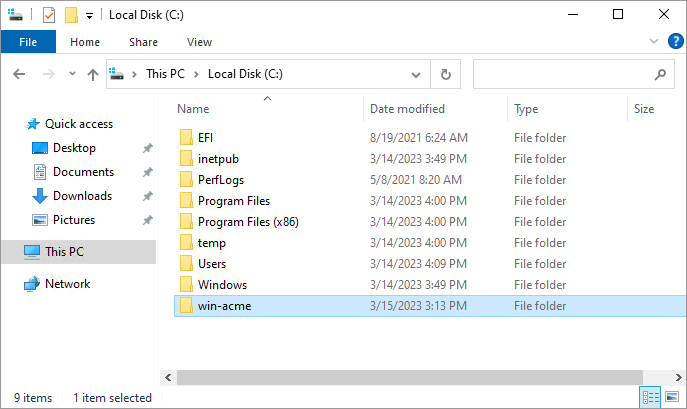 Local Disk (C:)
File Home Share View
This PC Local Disk (C:)
Name Date modified Type Size
Quick access
Desktop
Documents
Downloads
Pictures
This PC
Network
EFI 8/19/2021 6:24 AM File folder
inetpub 3/14/2023 3:49 PM File folder
PerfLogs 5/8/2021 8:20 AM File folder
Program Files 3/14/2023 4:00 PM File folder
Program Files (x86) 3/14/2023 4:00 PM File folder
temp 3/14/2023 4:00 PM File folder
Users 3/14/2023 4:09 PM File folder
Windows 3/14/2023 3:49 PM File folder
win-acme 3/15/2023 3:13 PM File folder
9 items 1 item selected